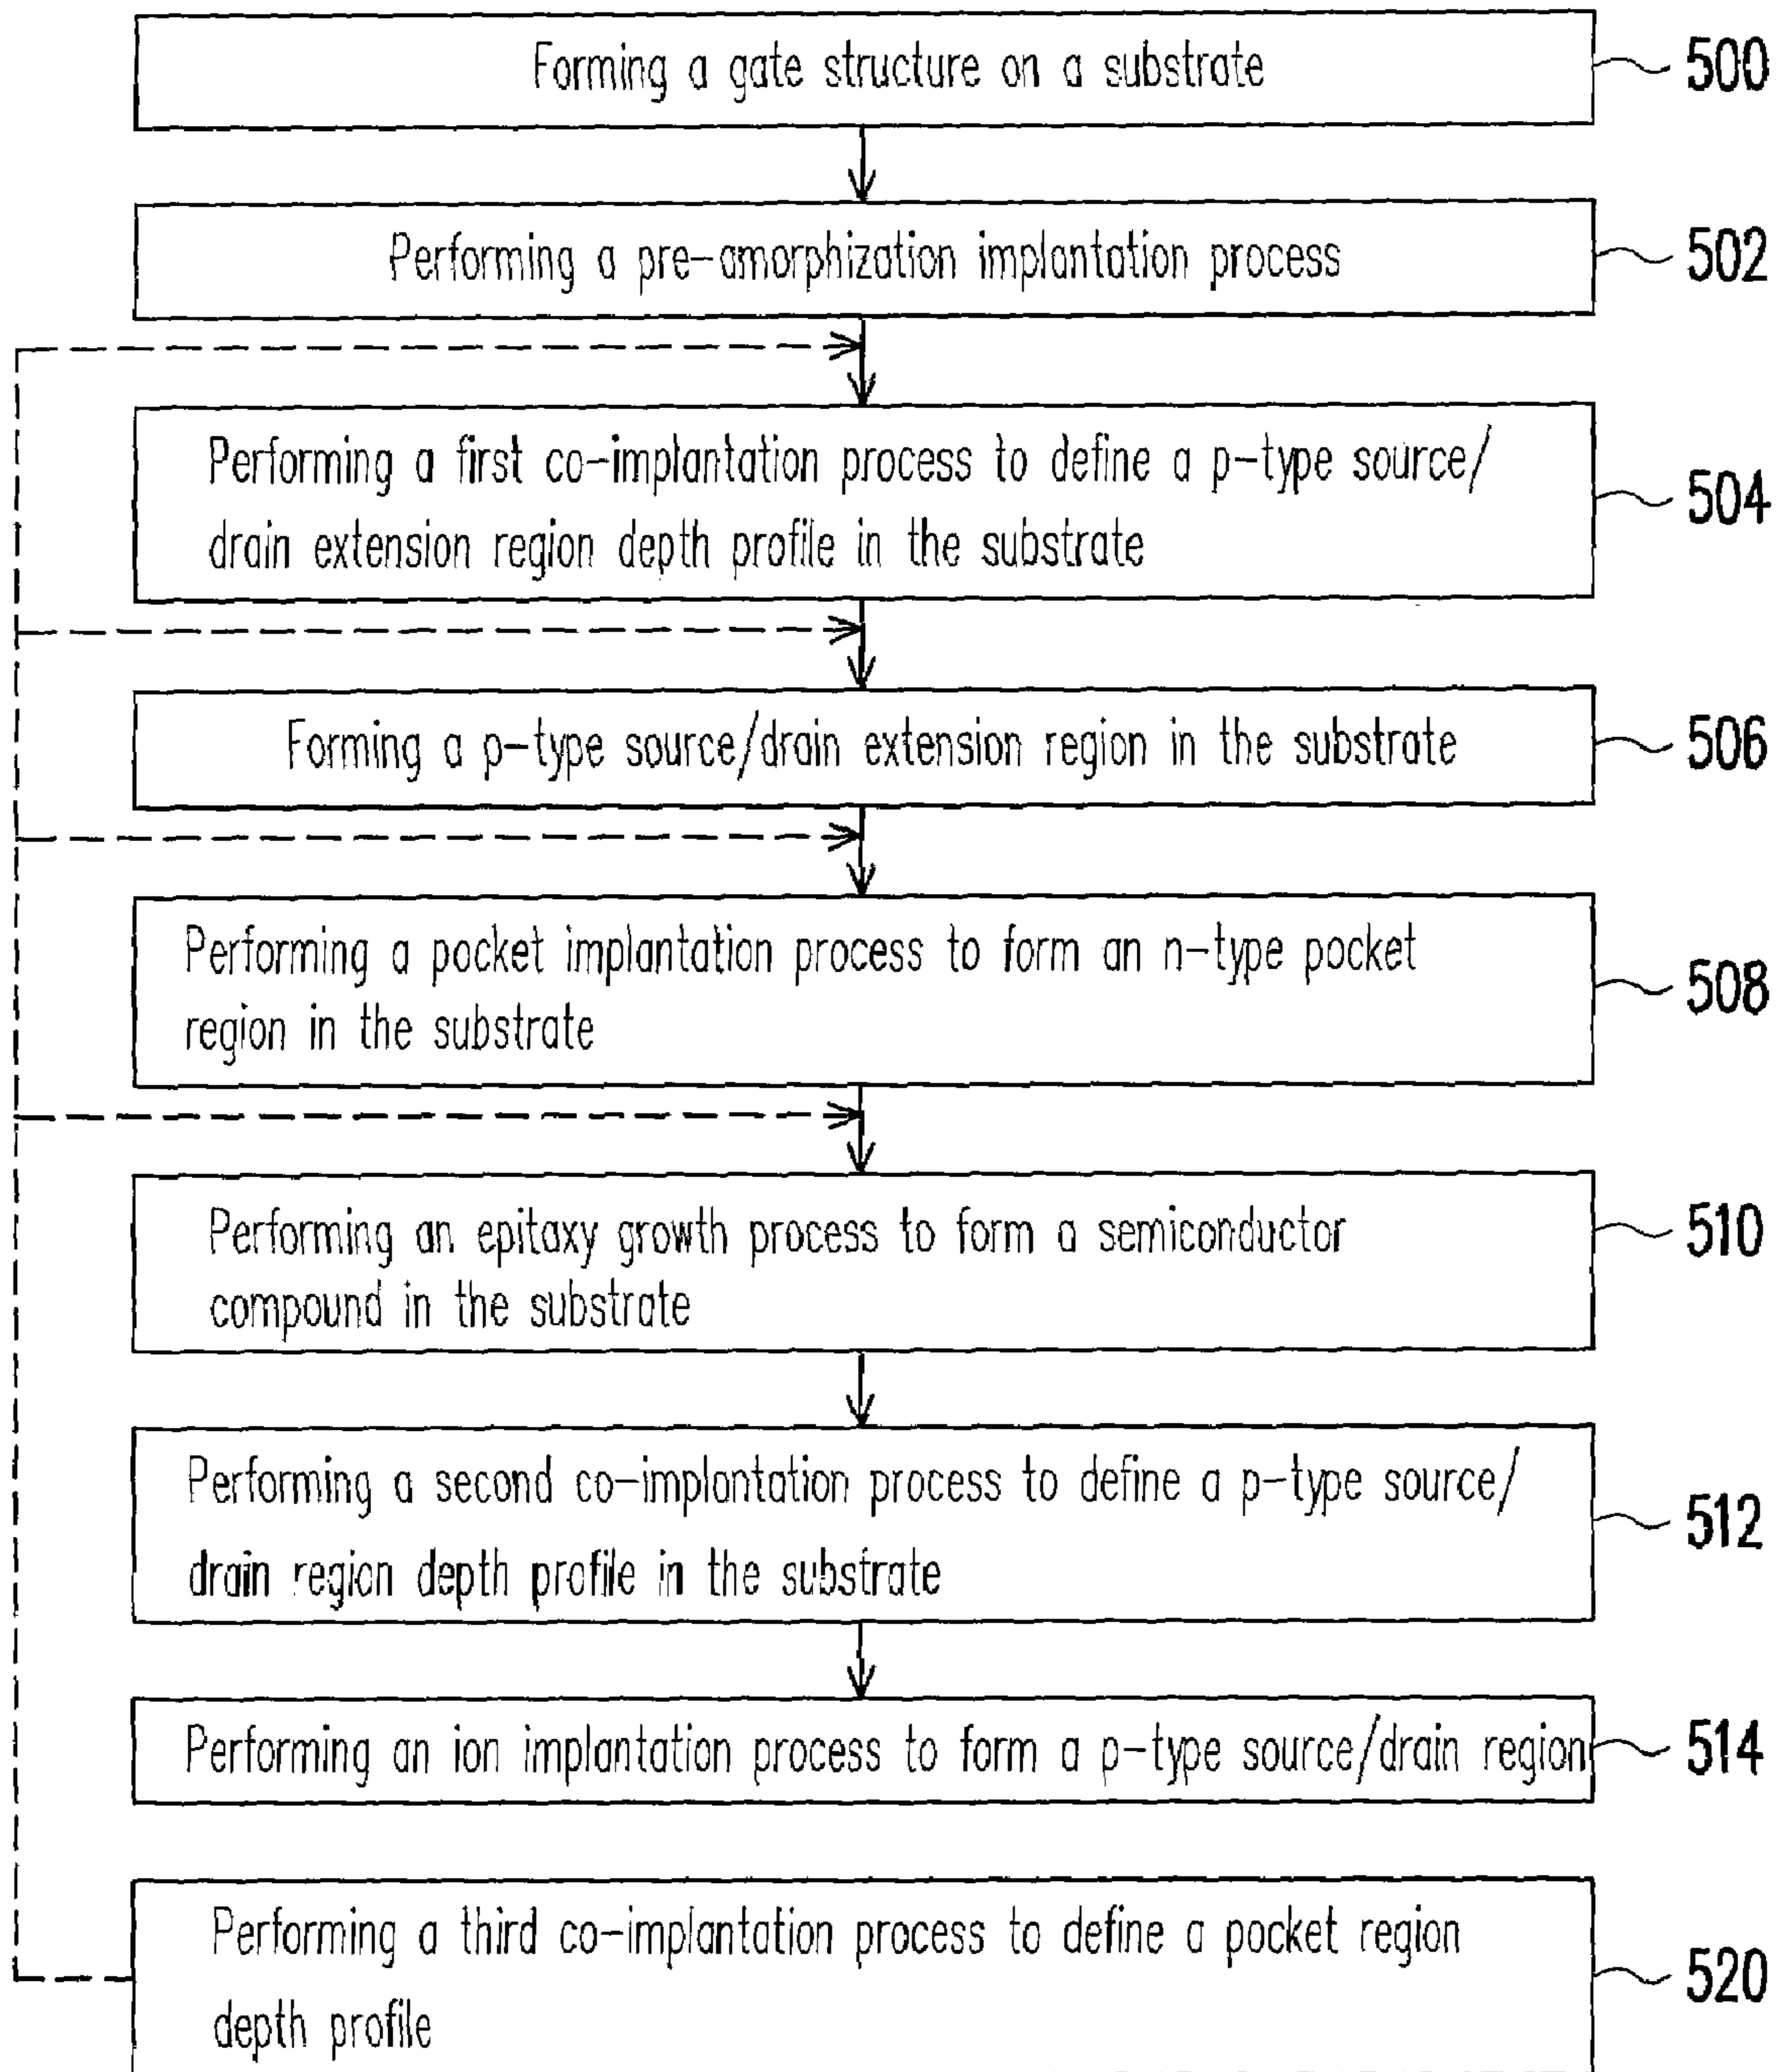 Forming a gate structure on a substrate
500
Performing a pre-amorphization implantation process
502
Performing a first co-implantation process to define a p-type source/
drain extension region depth profile in the substrate
504
Forming a p-type source/drain extension region in the substrate
506
Performing a pocket implantation process to form an n-type pocket
region in the substrate
508
Performing an epitaxy growth process to form a semiconductor
compound in the substrate
510
Performing a second co-implantation process to define a p-type source/
drain region depth profile in the substrate
512
Performing an ion implantation process to form a p-type source/drain region
514
Performing a third co-implantation process to define a pocket region
depth profile
520